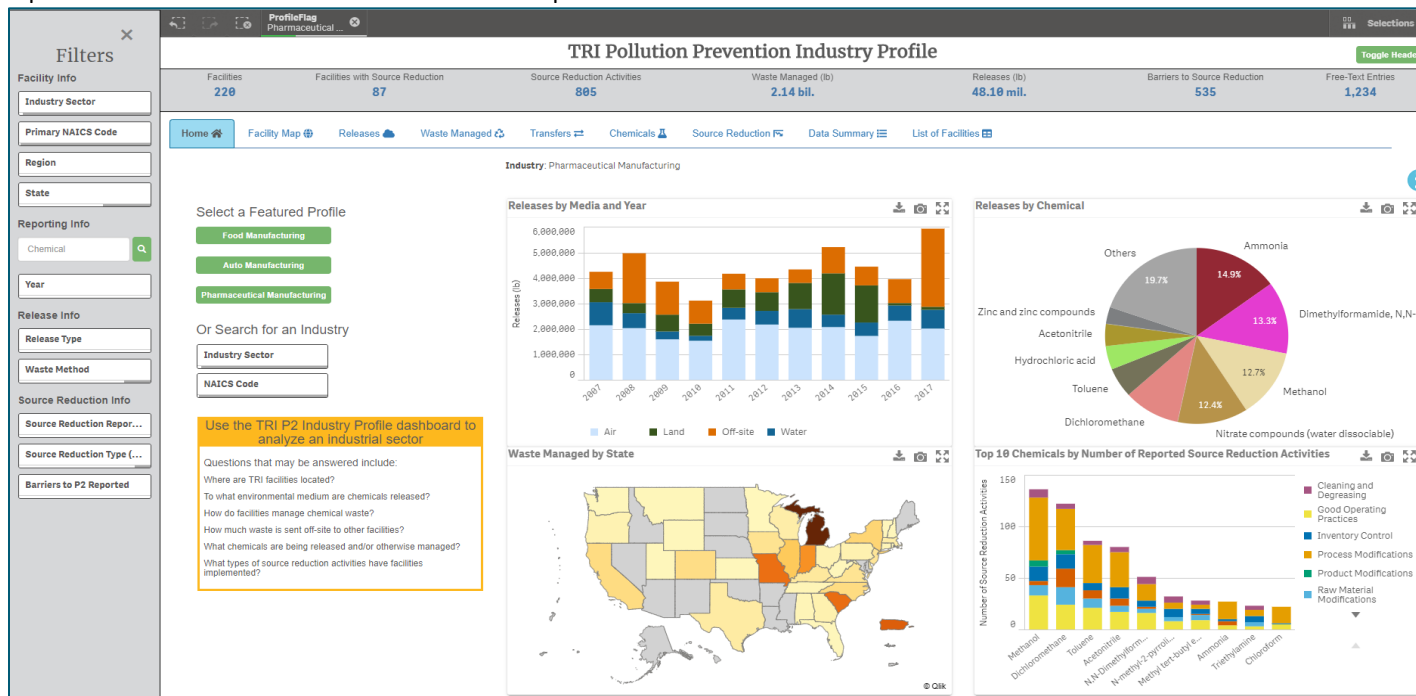 ProfileFlag
Pharmaceutical ...
Selections
Filters
Facility Info
Industry Sector
Primary NAICS Code
Region
State
Reporting Info
Chemical
Year
Release Info
Release Type
Waste Method
Source Reduction Info
Source Reduction Repor...
Source Reduction Type (...
Barriers to P2 Reported
TRI Pollution Prevention Industry Profile
Toggle Heade
Facilities
220
Facilities with Source Reduction
87
Source Reduction Activities
805
Waste Managed (lb)
2.14 bil.
Releases (lb)
48.10 mil.
Barriers to Source Reduction
535
Free-Text Entries
1,234
Home
Facility Map
Releases
Waste Managed
Transfers
Chemicals
Source Reduction
Data Summary
List of Facilities
Industry: Pharmaceutical Manufacturing
Select a Featured Profile
Food Manufacturing
Auto Manufacturing
Pharmaceutical Manufacturing
Or Search for an Industry
Industry Sector
NAICS Code
Use the TRI P2 Industry Profile dashboard to
analyze an industrial sector
Questions that may be answered include:
Where are TRI facilities located?
To what environmental medium are chemicals released?
How do facilities manage chemical waste?
How much waste is sent off-site to other facilities?
What chemicals are being released and/or otherwise managed?
What types of source reduction activities have facilities
implemented?
Releases by Media and Year
Releases (lb)
6,000,000
5,000,000
4,000,000
3,000,000
2,000,000
1,000,000
0
2007 2008 2009 2010 2011 2012 2013 2014 2015 2016 2017
Air Land Off-site Water
Releases by Chemical
Others
Ammonia
19.7%
14.9%
Zinc and zinc compounds
Dimethylformamide, N,N-
13.3%
Acetonitrile
Hydrochloric acid
12.7%
Methanol
Toluene
12.4%
Dichloromethane
Nitrate compounds (water dissociable)
Waste Managed by State
© Qlik
Top 10 Chemicals by Number of Reported Source Reduction Activities
Number of Source Reduction Activities
150
100
50
0
Methanol
Dichloromethane
Toluene
Acetonitrile
N,N-Dimethylform...
N-methyl-2-pyrroli...
Methyl tert-butyl e...
Ammonia
Triethylamine
Chloroform
Cleaning and
Degreasing
Good Operating
Practices
Inventory Control
Process Modifications
Product Modifications
Raw Material
Modifications